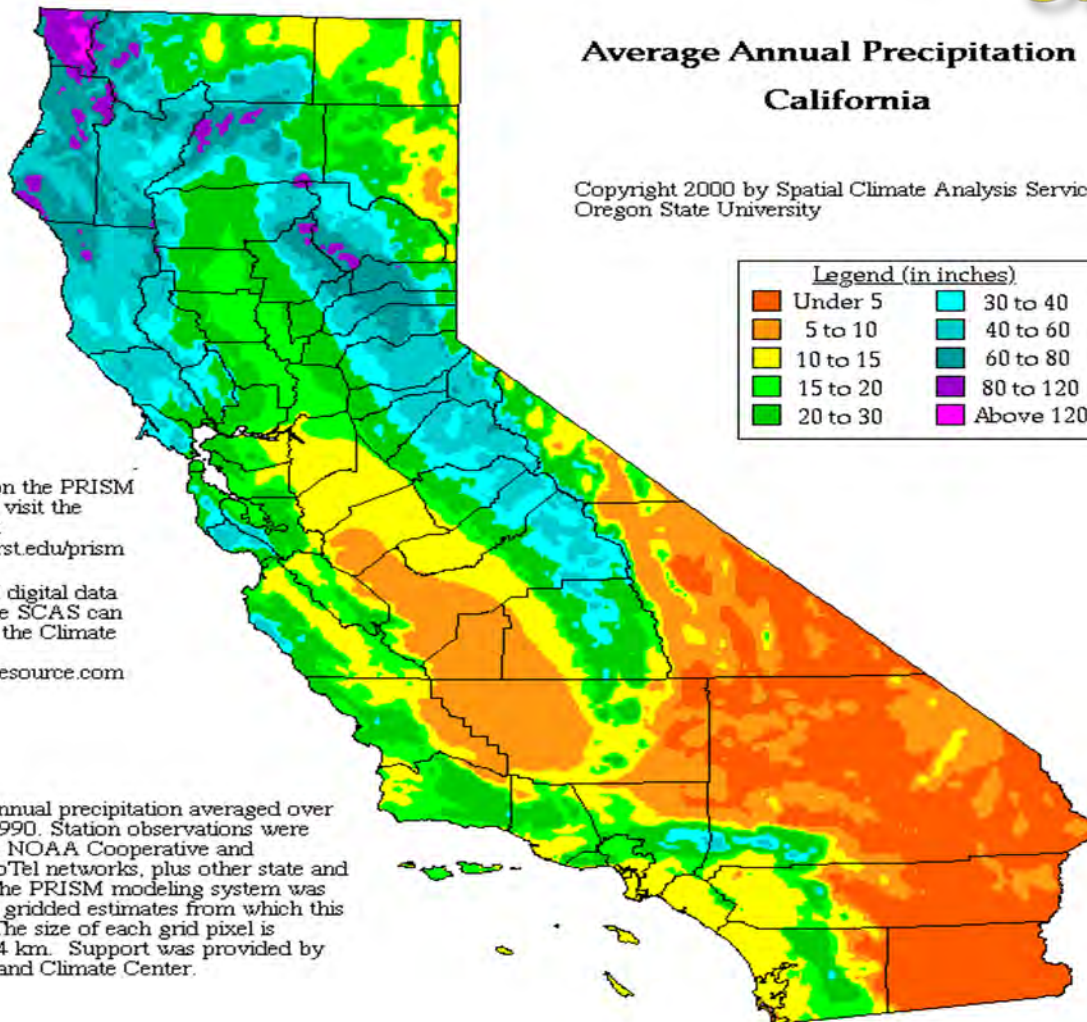 Average Annual Precipitation
California
Copyright 2000 by Spatial Climate Analysis Servic
Oregon State University
Legend (in inches)
Under 5
5 to 10
10 to 15
15 to 20
20 to 30
30 to 40
40 to 60
60 to 80
80 to 120
Above 120
on the PRISM
visit the
rst.edu/prism
digital data
e SCAS can
the Climate
esource.com
nnual precipitation averaged over
990. Station observations were
NOAA Cooperative and
oTel networks, plus other state and
he PRISM modeling system was
gridded estimates from which this
he size of each grid pixel is
4 km. Support was provided by
and Climate Center.